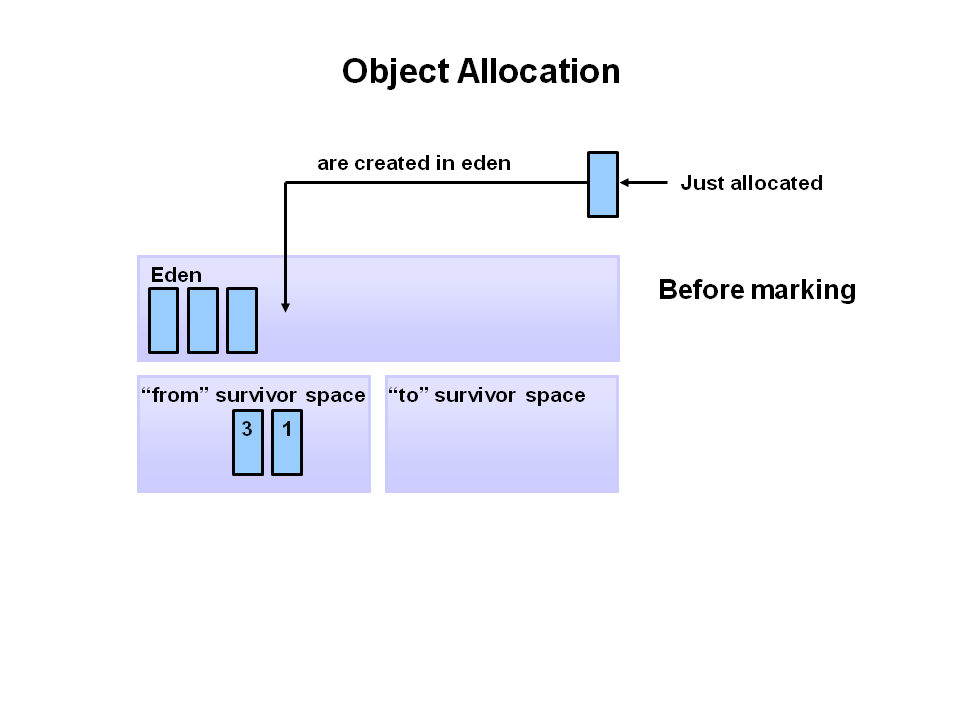 Object Allocation
are created in eden
Just allocated
Eden
Before marking
“from” survivor space
“to” survivor space
3 1